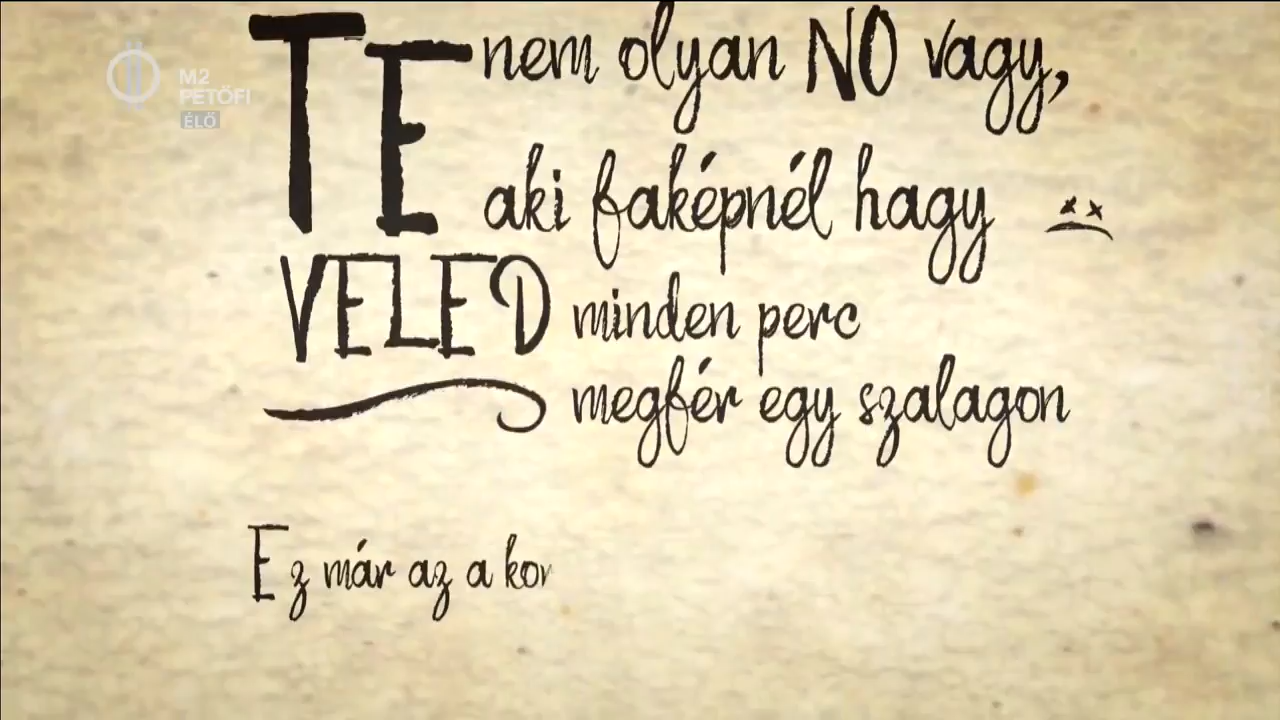 M2
PETŐFI
ÉLŐ
TE nem olyan NO vagy,
aki faképnél hagy
VELED minden perc
megfér egy szalagon
Ez már az a kor